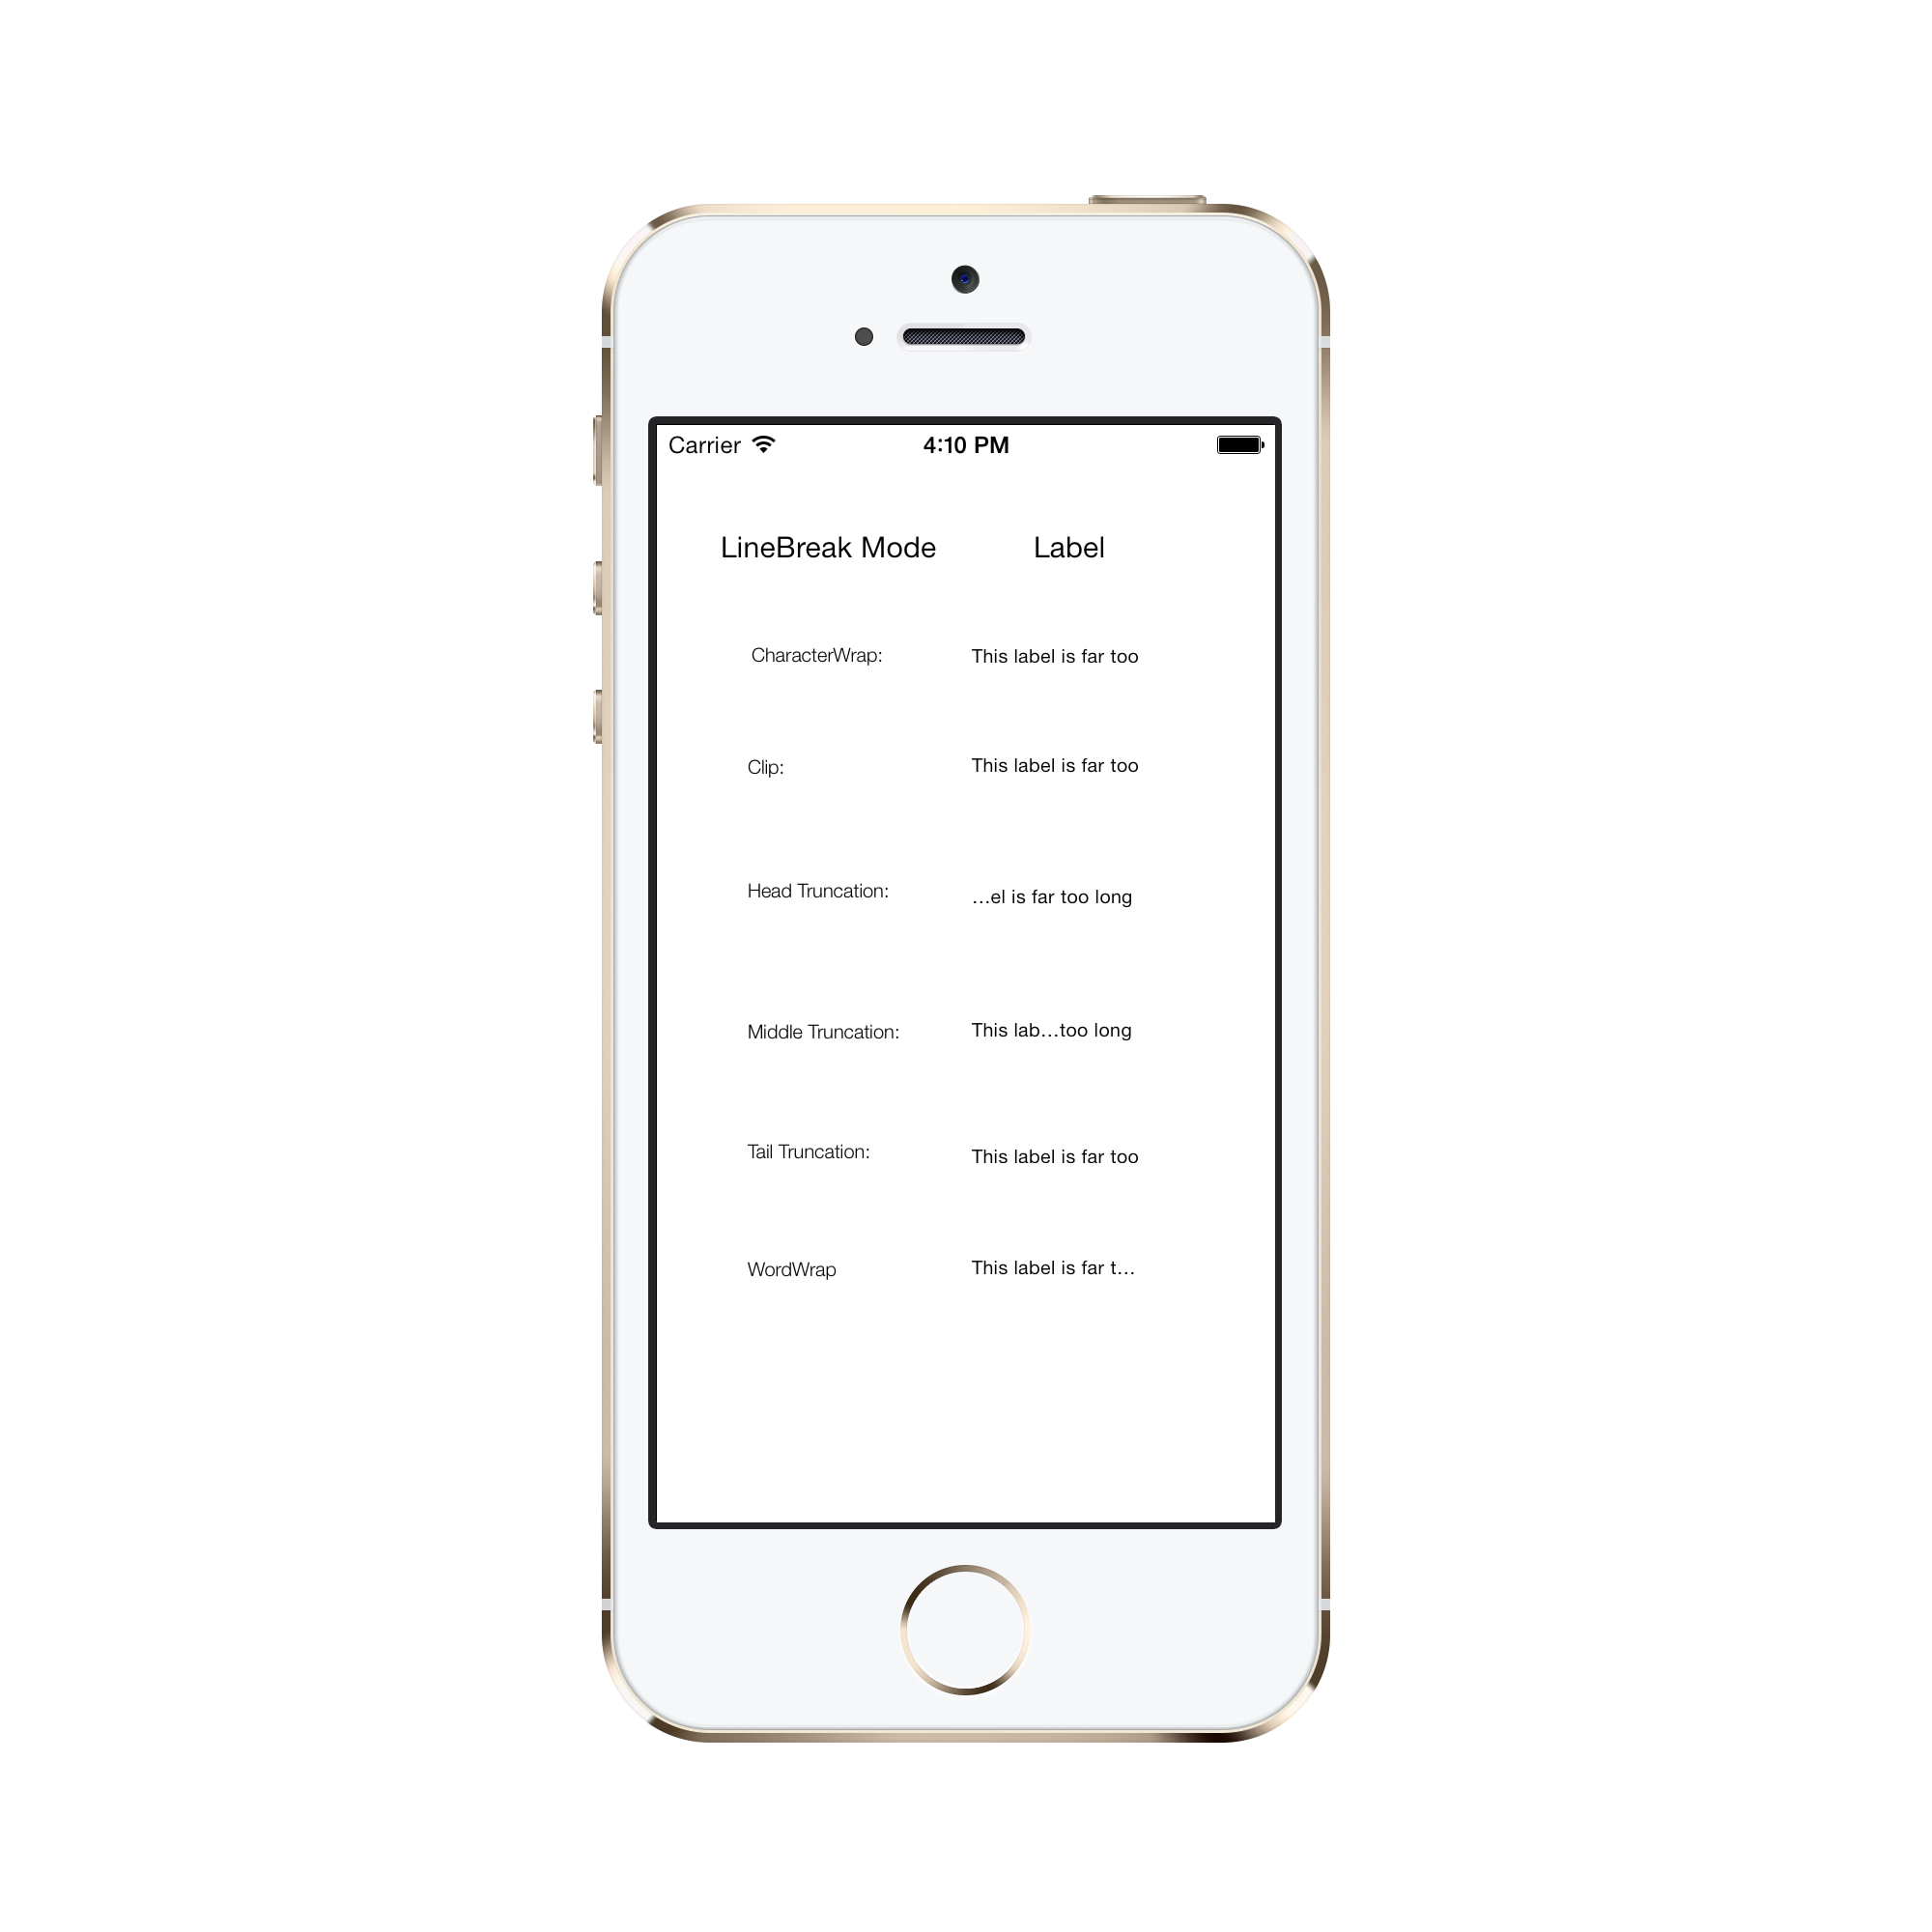 Carrier 4:10 PM
LineBreak Mode Label
CharacterWrap: This label is far too
Clip: This label is far too
Head Truncation: ...el is far too long
Middle Truncation: This lab...too long
Tail Truncation: This label is far too
WordWrap This label is far t...